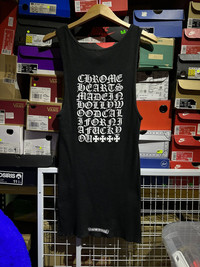 CHROME
HEARTS
MADEIN
HOLLYW
OODCAL
IFORNI
AFUCKY
OU